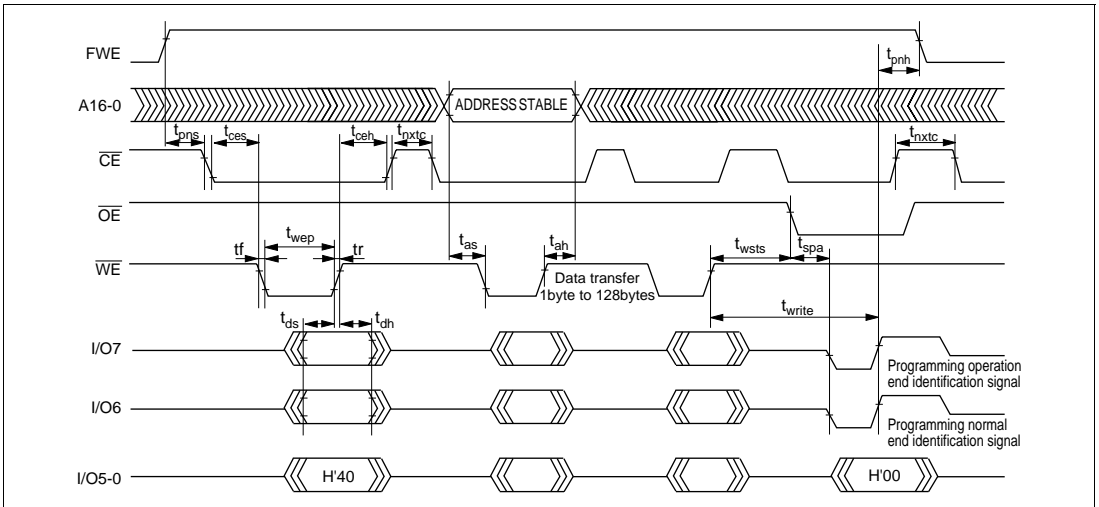 FWE
tpnh
A16-0
ADDRESS STABLE
tpns
tces
tceh
tnxtc
tnxtc
CE
OE
twep
tf
tr
tas
tah
twsts
tspa
WE
Data transfer
1byte to 128bytes
twrite
tds
tdh
I/O7
Programming operation
end identification signal
I/O6
Programming normal
end identification signal
I/O5-0
H'40
H'00